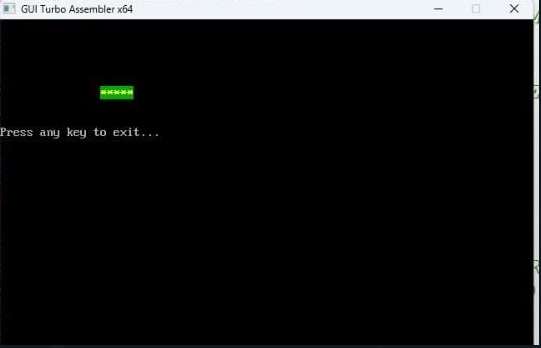 GUI Turbo Assembler x64
*****
Press any key to exit...